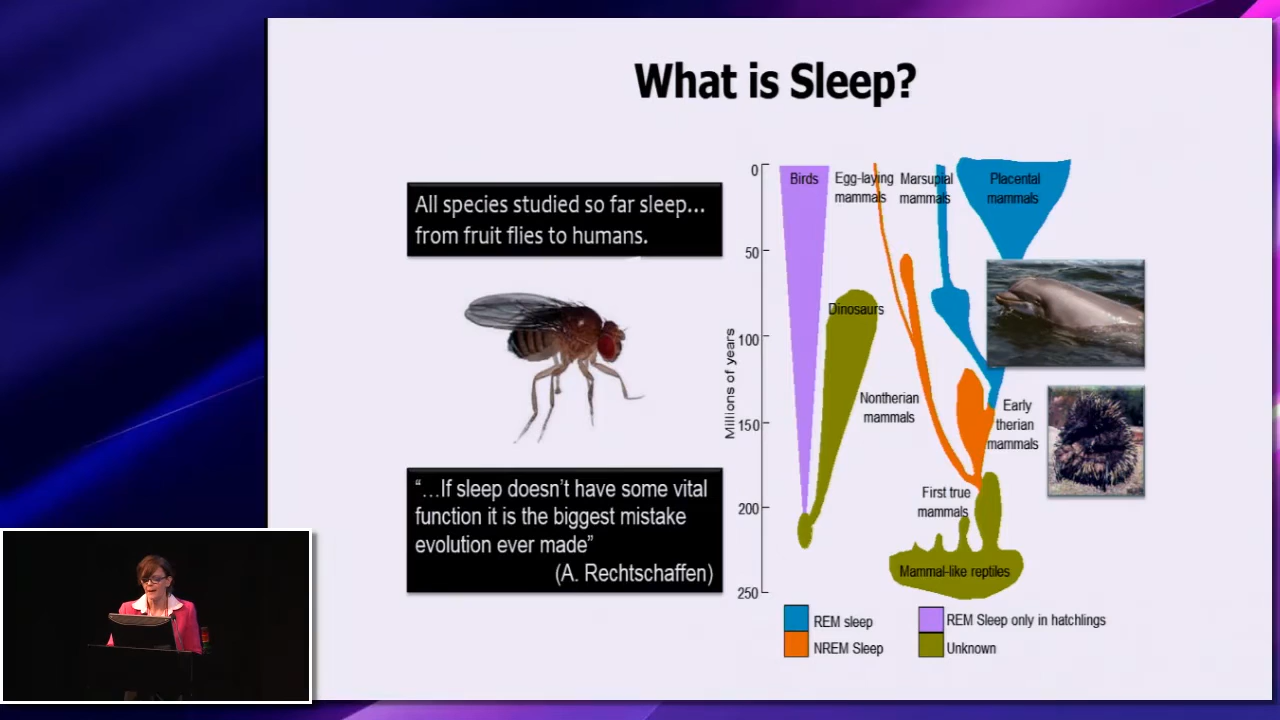 What is Sleep?
All species studied so far sleep...
from fruit flies to humans.
“...If sleep doesn’t have some vital
function it is the biggest mistake
evolution ever made”
(A. Rechtschaffen)
Millions of years
0
50
100
150
200
250
Birds
Egg-laying
mammals
Marsupial
mammals
Placental
mammals
Dinosaurs
Nontherian
mammals
Early
therian
mammals
First true
mammals
Mammal-like reptiles
REM sleep
NREM Sleep
REM Sleep only in hatchlings
Unknown